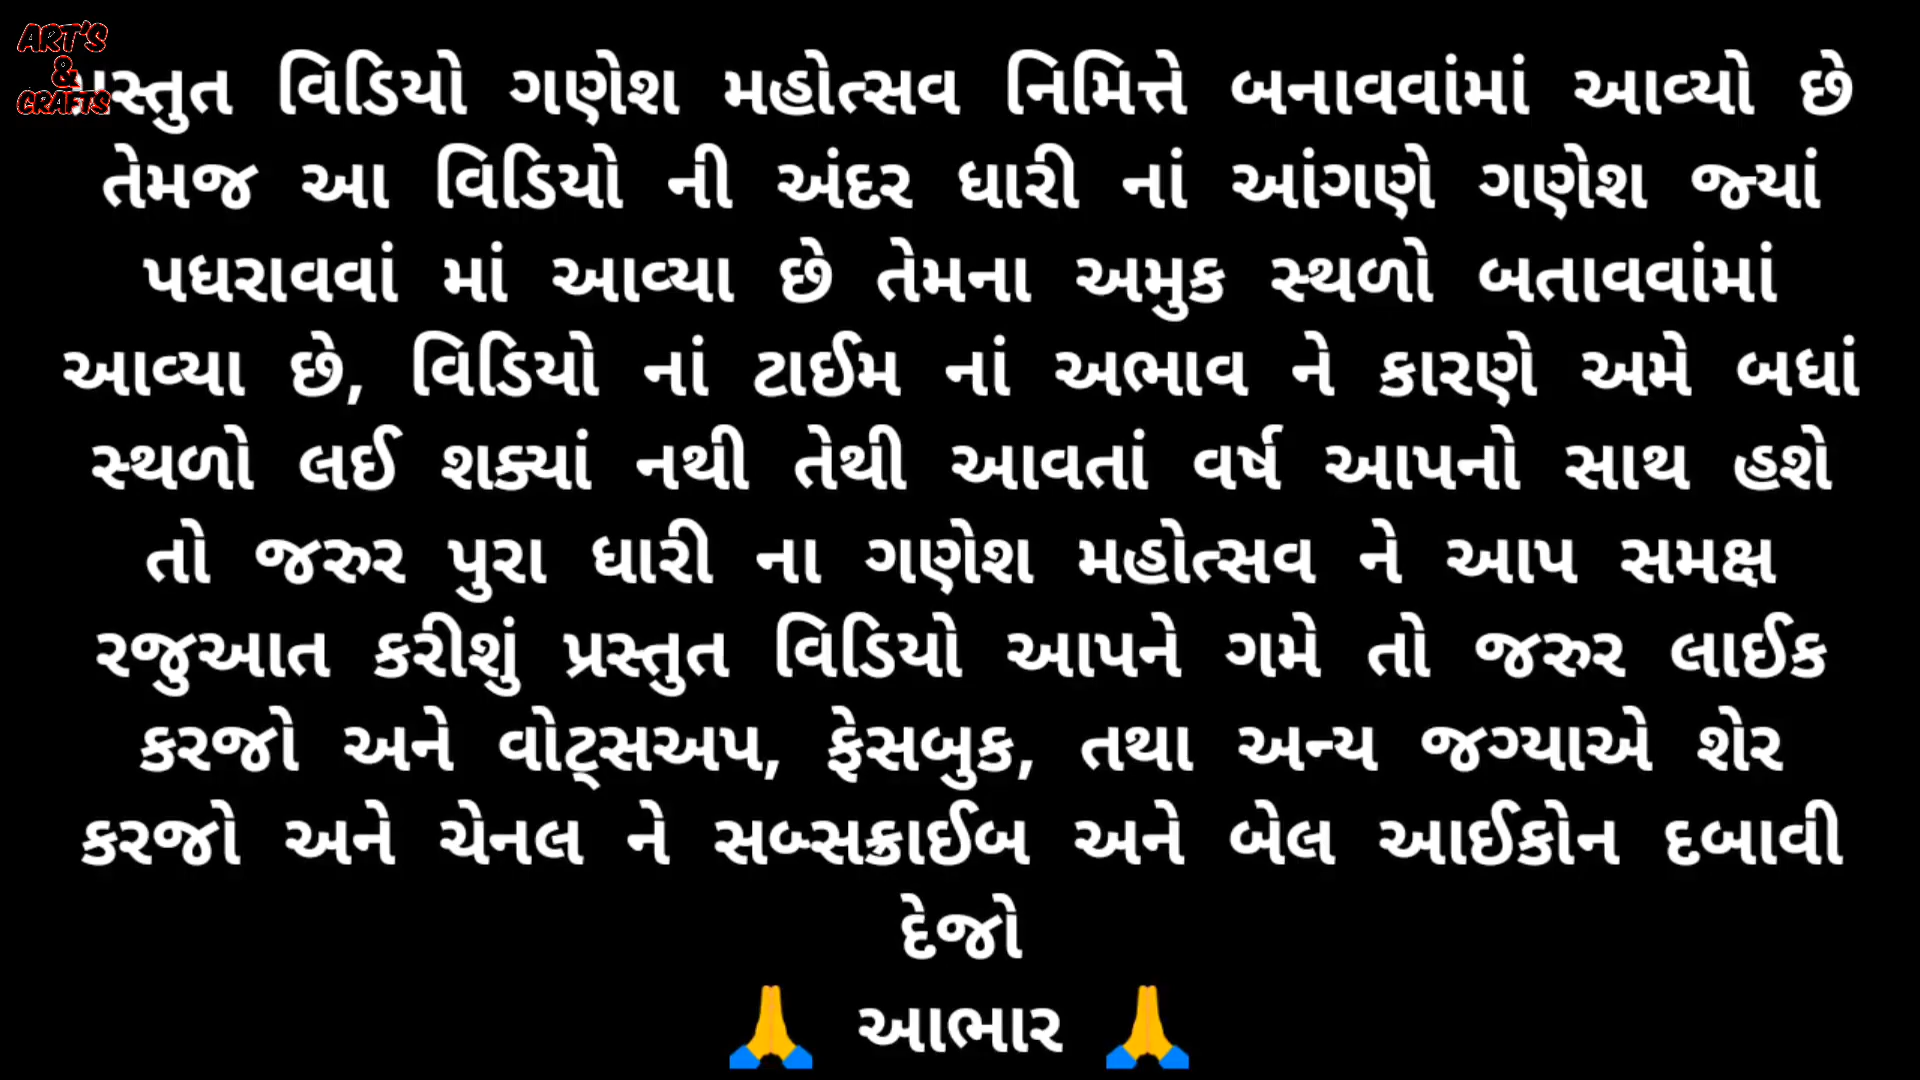 ART'S
&
CRAFTS
પ્રસ્તુત વિડિયો ગણેશ મહોત્સવ નિમિત્તે બનાવવાંમાં આવ્યો છે
તેમજ આ વિડિયો ની અંદર ધારી નાં આંગણે ગણેશ જ્યાં
પધરાવવાં માં આવ્યા છે તેમના અમુક સ્થળો બતાવવાંમાં
આવ્યા છે, વિડિયો નાં ટાઈમ નાં અભાવ ને કારણે અમે બધાં
સ્થળો લઈ શક્યાં નથી તેથી આવતાં વર્ષ આપનો સાથ હશે
તો જરુર પુરા ધારી ના ગણેશ મહોત્સવ ને આપ સમક્ષ
રજુઆત કરીશું પ્રસ્તુત વિડિયો આપને ગમે તો જરુર લાઈક
કરજો અને વોટ્સઅપ, ફેસબુક, તથા અન્ય જગ્યાએ શેર
કરજો અને ચેનલ ને સબ્સક્રાઈબ અને બેલ આઈકોન દબાવી
દેજો
🙏 આભાર 🙏